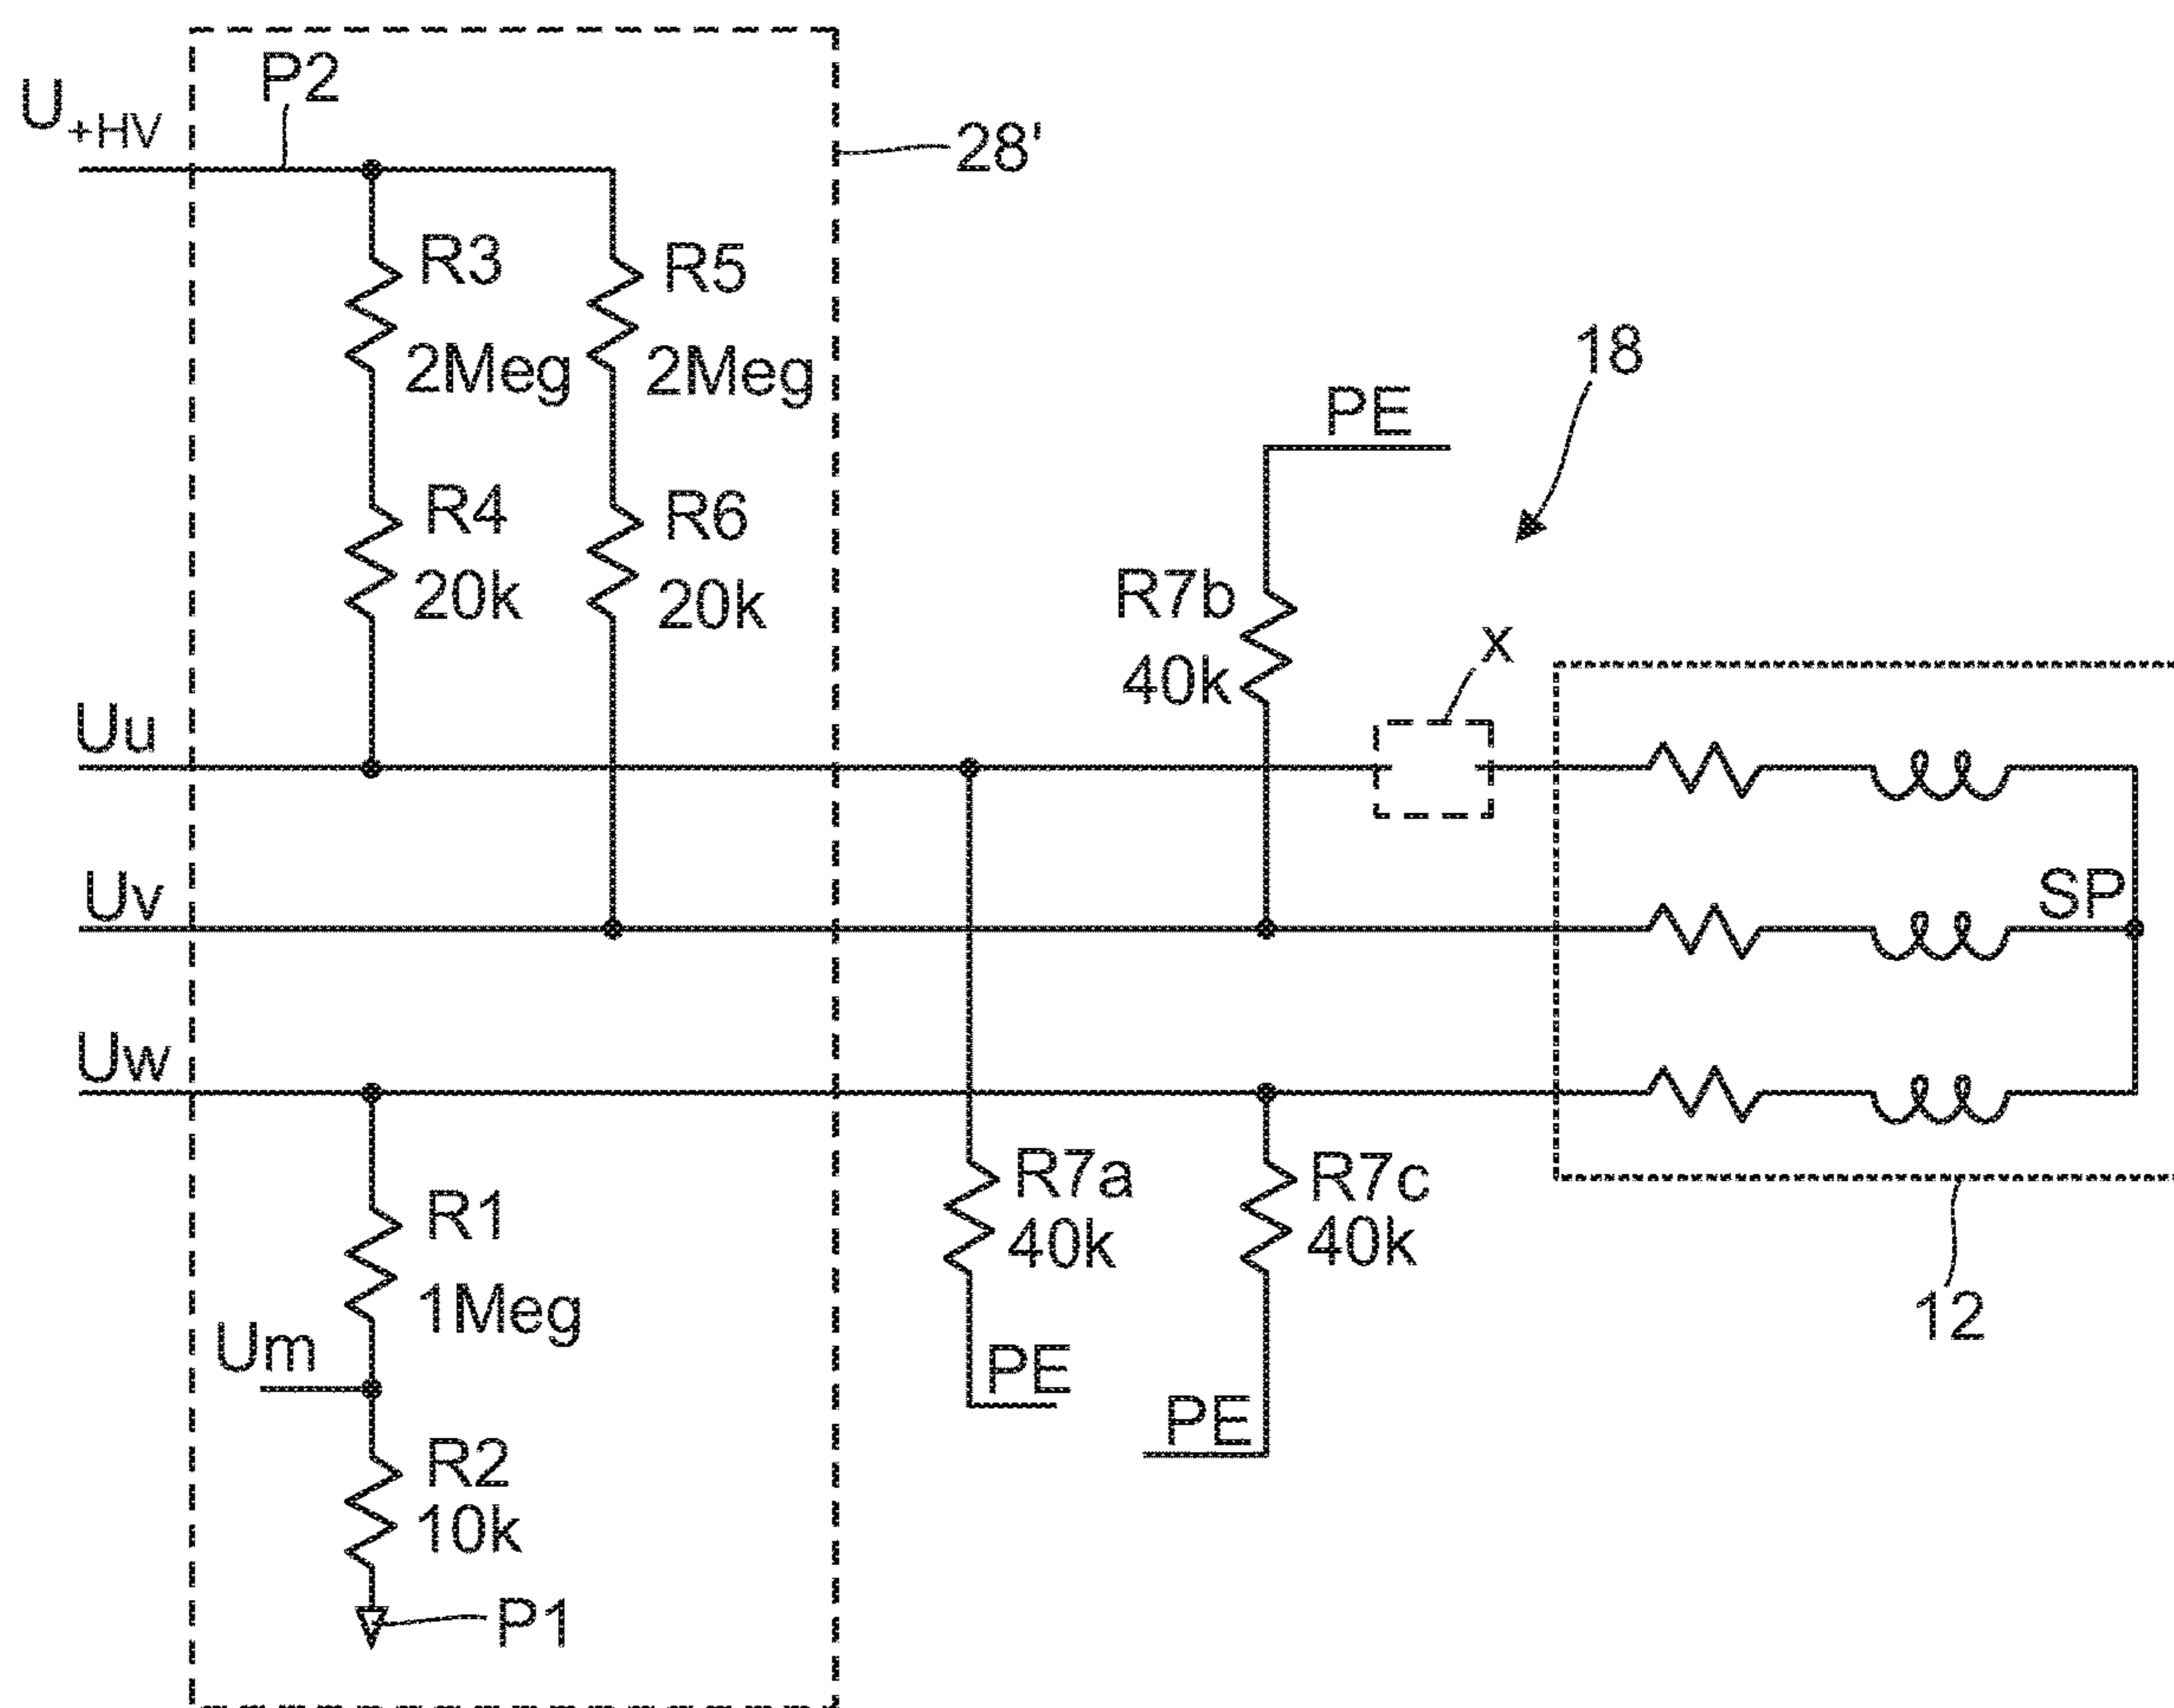 P2
U+HV
28'
R3
2Meg
R5
2Meg
18
PE
R4
20k
R6
20k
R7b
40k
x
Uu
Uv
SP
Uw
R1
1Meg
R7a
40k
R7c
40k
12
Um
PE
PE
R2
10k
P1